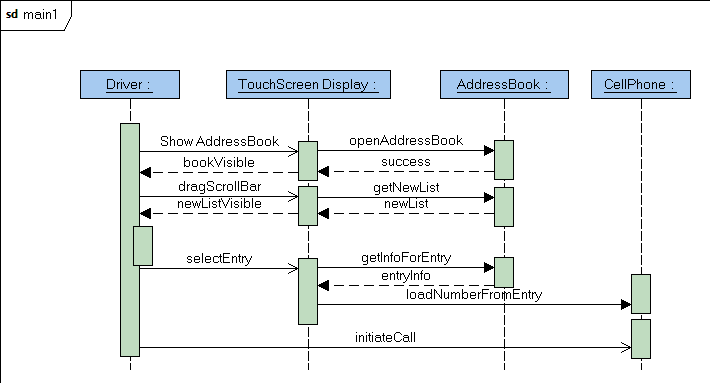 sd main1
Driver :
TouchScreen Display :
AddressBook :
CellPhone :
Show AddressBook
openAddressBook
bookVisible
success
dragScrollBar
getNewList
newListVisible
newList
selectEntry
getInfoForEntry
entryInfo
loadNumberFromEntry
initiateCall